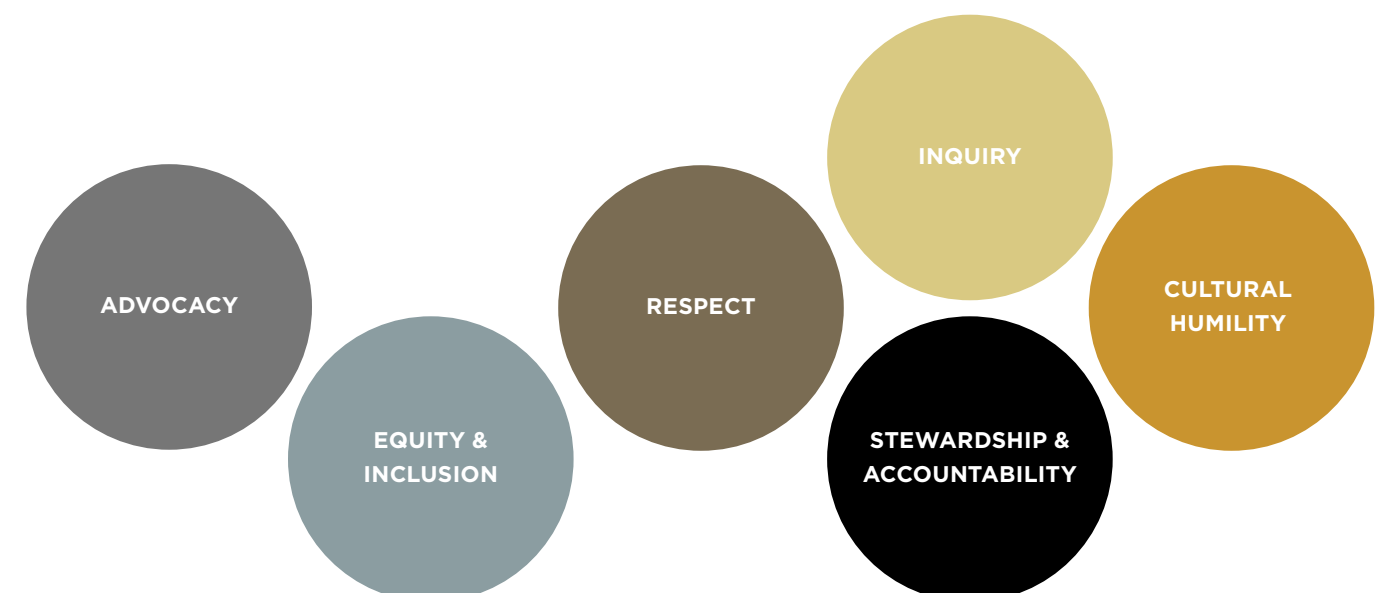 ADVOCACY
EQUITY &
INCLUSION
RESPECT
INQUIRY
STEWARDSHIP &
ACCOUNTABILITY
CULTURAL
HUMILITY